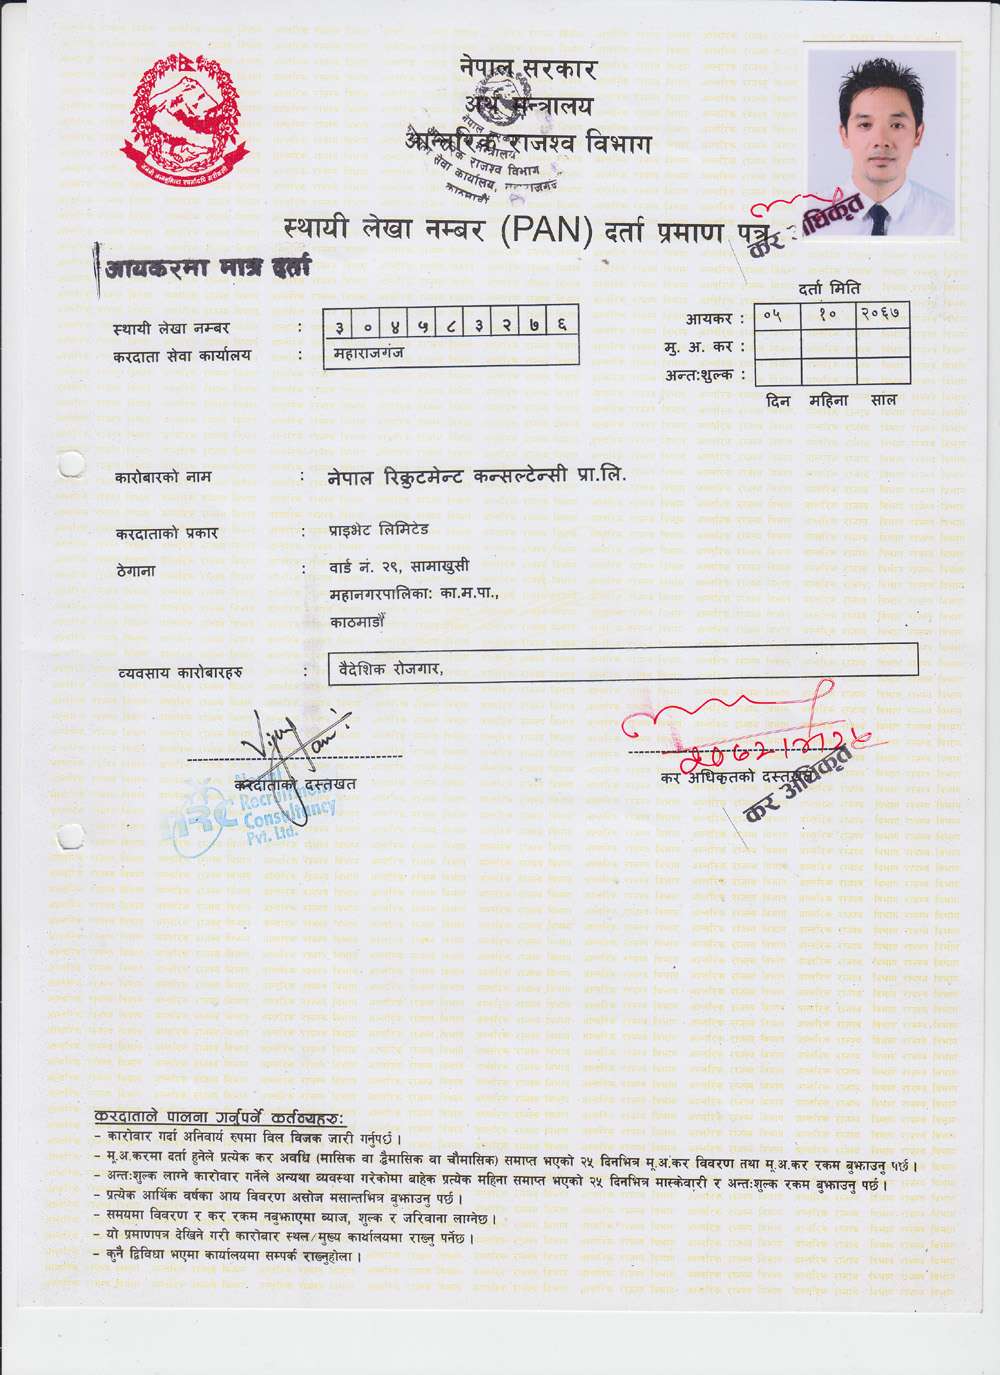 नेपाल सरकार
अर्थ मन्त्रालय
आन्तरिक राजश्व विभाग
स्थायी लेखा नम्बर (PAN) दर्ता प्रमाण पत्र
कर अधिकृत
आयकरमा मात्र दर्ता
दर्ता मिति
स्थायी लेखा नम्बर : ३ ० ४ ५ ८ ३ २ ७ ६
करदाता सेवा कार्यालय : महाराजगंज
आयकर : ०५ १० २०६७
मु. अ. कर :
अन्त:शुल्क :
दिन महिना साल
कारोबारको नाम : नेपाल रिक्रुटमेन्ट कन्सल्टेन्सी प्रा.लि.
करदाताको प्रकार : प्राइभेट लिमिटेड
ठेगाना : वार्ड नं. २९, सामाखुसी
महानगरपालिका: का.म.पा.,
काठमाडौं
व्यवसाय कारोबारहरु : वैदेशिक रोजगार,
करदाताको दस्तखत
कर अधिकृतको दस्तखत
कर अधिकृत
Recruitment
Consultancy
Pvt. Ltd.
करदाताले पालना गर्नुपर्ने कर्तव्यहरु:
- कारोवार गर्दा अनिवार्य रुपमा विल विजक जारी गर्नुपर्छ ।
- मू.अ.करमा दर्ता हुनेले प्रत्येक कर अवधि (मासिक वा द्वैमासिक वा चौमासिक) समाप्त भएको २५ दिनभित्र मू.अ.कर विवरण तथा मू.अ.कर रकम बुझाउनु पर्छ ।
- अन्त:शुल्क लाग्ने कारोवार गर्नेले अन्यथा व्यवस्था गरेकोमा बाहेक प्रत्येक महिना समाप्त भएको २५ दिनभित्र मास्केवारी र अन्त:शुल्क रकम बुझाउनु पर्छ ।
- प्रत्येक आर्थिक वर्षका आय विवरण असोज मसान्तभित्र बुझाउनु पर्छ ।
- समयमा विवरण र कर रकम नबुझाएमा ब्याज, शुल्क र जरिवाना लाग्नेछ ।
- यो प्रमाणपत्र देखिने गरी कारोबार स्थल/मुख्य कार्यालयमा राख्नु पर्नेछ ।
- कुनै द्विविधा भएमा कार्यालयमा सम्पर्क राख्नुहोला ।